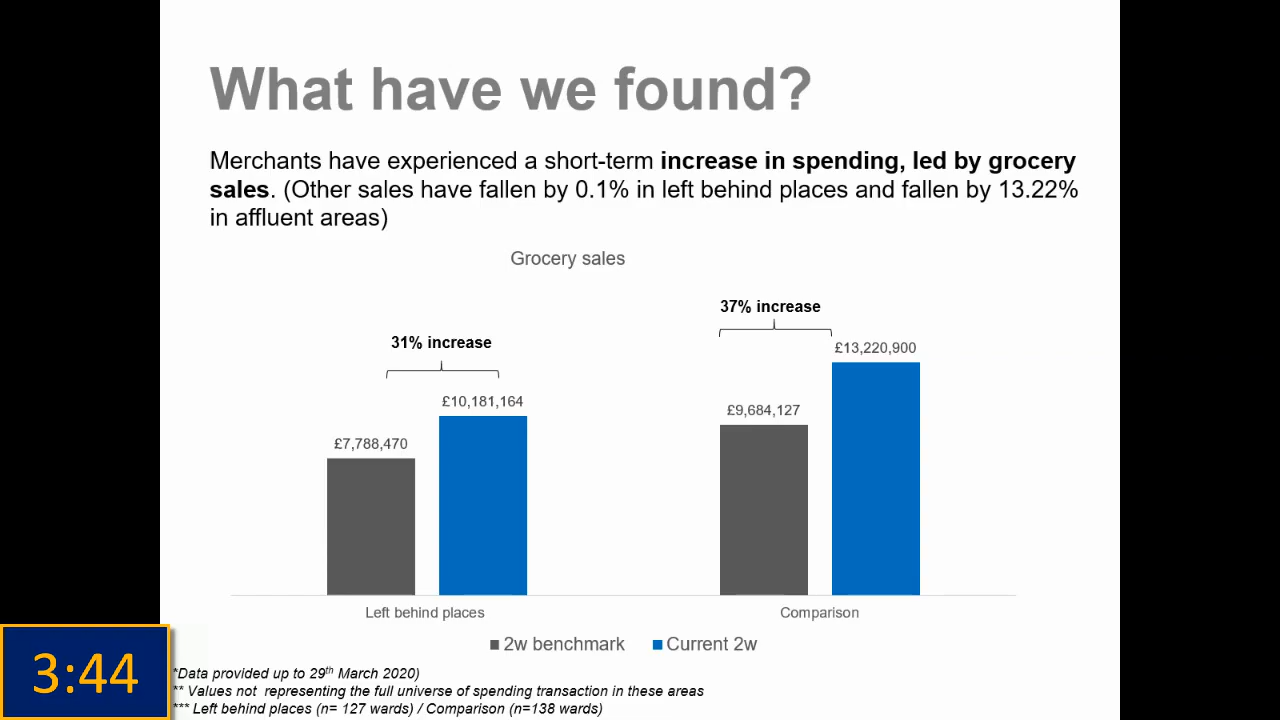 What have we found?
Merchants have experienced a short-term increase in spending, led by grocery
sales. (Other sales have fallen by 0.1% in left behind places and fallen by 13.22%
in affluent areas)
Grocery sales
37% increase
31% increase
£13,220,900
£10,181,164
£9,684,127
£7,788,470
Left behind places
Comparison
2w benchmark
Current 2w
3:44
*Data provided up to 29th March 2020)
** Values not representing the full universe of spending transaction in these areas
*** Left behind places (n= 127 wards) / Comparison (n=138 wards)